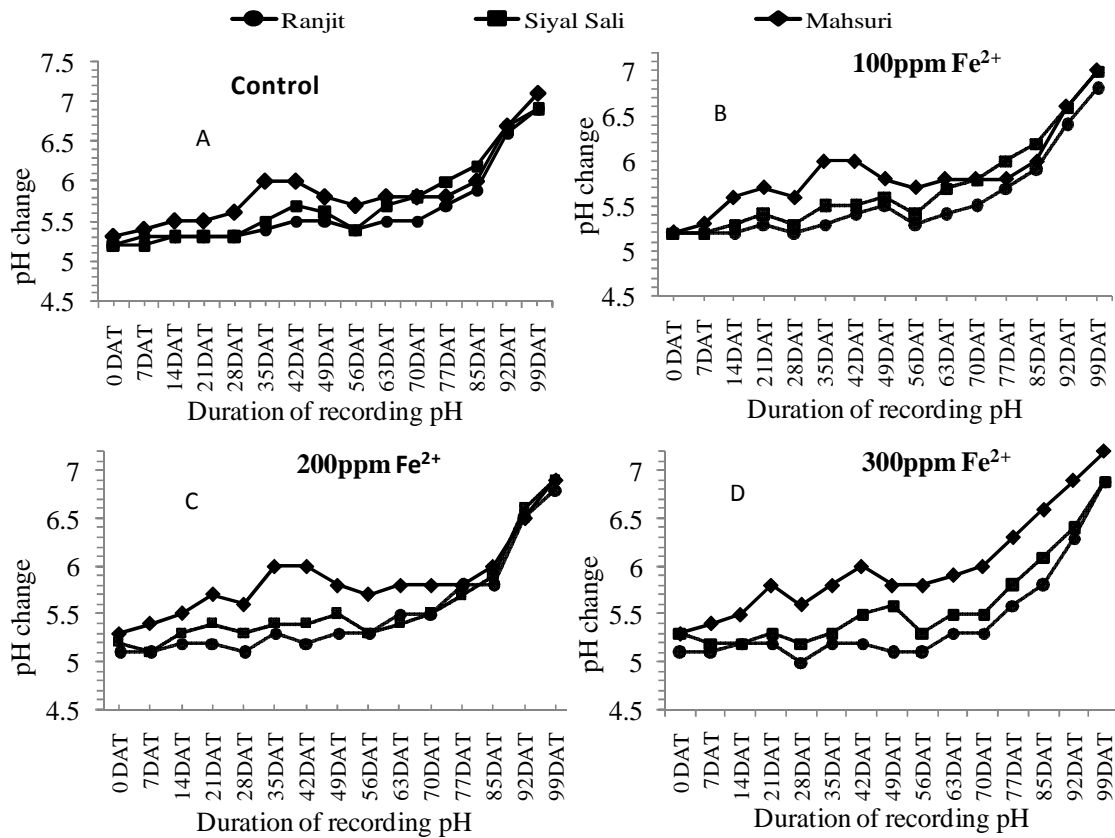 Ranjit Siyal Sali Mahsuri
Control
A
pH change
7.5
7
6.5
6
5.5
5
4.5
0 DAT
7DAT
14DAT
21DAT
28DAT
35DAT
42DAT
49DAT
56DAT
63DAT
70DAT
77DAT
85DAT
92DAT
99DAT
Duration of recording pH
100ppm Fe²⁺
B
pH change
7
6.5
6
5.5
5
4.5
0 DAT
7DAT
14DAT
21DAT
28DAT
35DAT
42DAT
49DAT
56DAT
63DAT
70DAT
77DAT
85DAT
92DAT
99DAT
Duration of recording pH
200ppm Fe²⁺
C
pH change
7
6.5
6
5.5
5
4.5
0 DAT
7DAT
14DAT
21DAT
28DAT
35DAT
42DAT
49DAT
56DAT
63DAT
70DAT
77DAT
85DAT
92DAT
99DAT
Duration of recording pH
300ppm Fe²⁺
D
pH change
7
6.5
6
5.5
5
4.5
0 DAT
7DAT
14DAT
21DAT
28DAT
35DAT
42DAT
49DAT
56DAT
63DAT
70DAT
77DAT
85DAT
92DAT
99DAT
Duration of recording pH